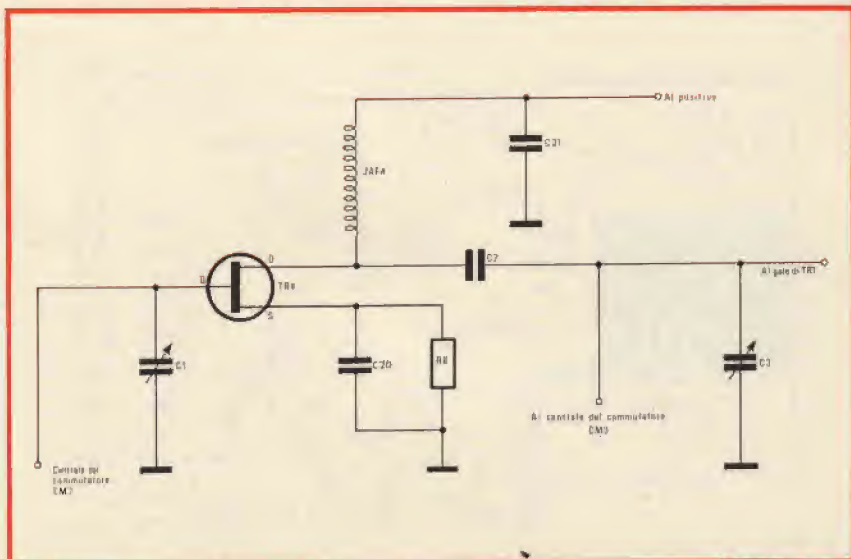 Al positivo
C21
JAF4
D
C2
Al gate di TR1
G
TR4
S
C1
C20
R8
C3
Al centrale del commutatore
CM3
Centrale del
commutatore
CM2